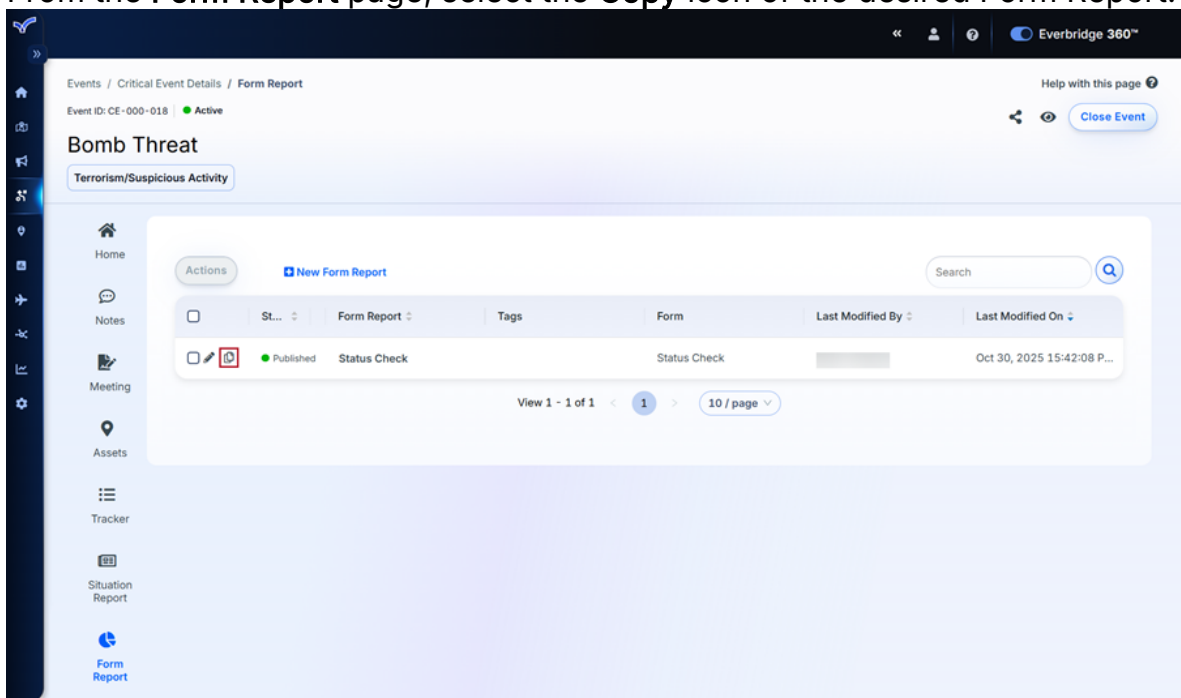 From the Form Report page, select the Copy icon of the desired Form Report.
Everbridge 360™
Events / Critical Event Details / Form Report
Help with this page
Event ID: CE-000-018 Active
Close Event
Bomb Threat
Terrorism/Suspicious Activity
Home
Notes
Meeting
Assets
Tracker
Situation
Report
Form
Report
Actions
New Form Report
Search
St... Form Report Tags Form Last Modified By Last Modified On
Published Status Check Status Check Oct 30, 2025 15:42:08 P...
View 1 - 1 of 1 < 1 > 10 / page